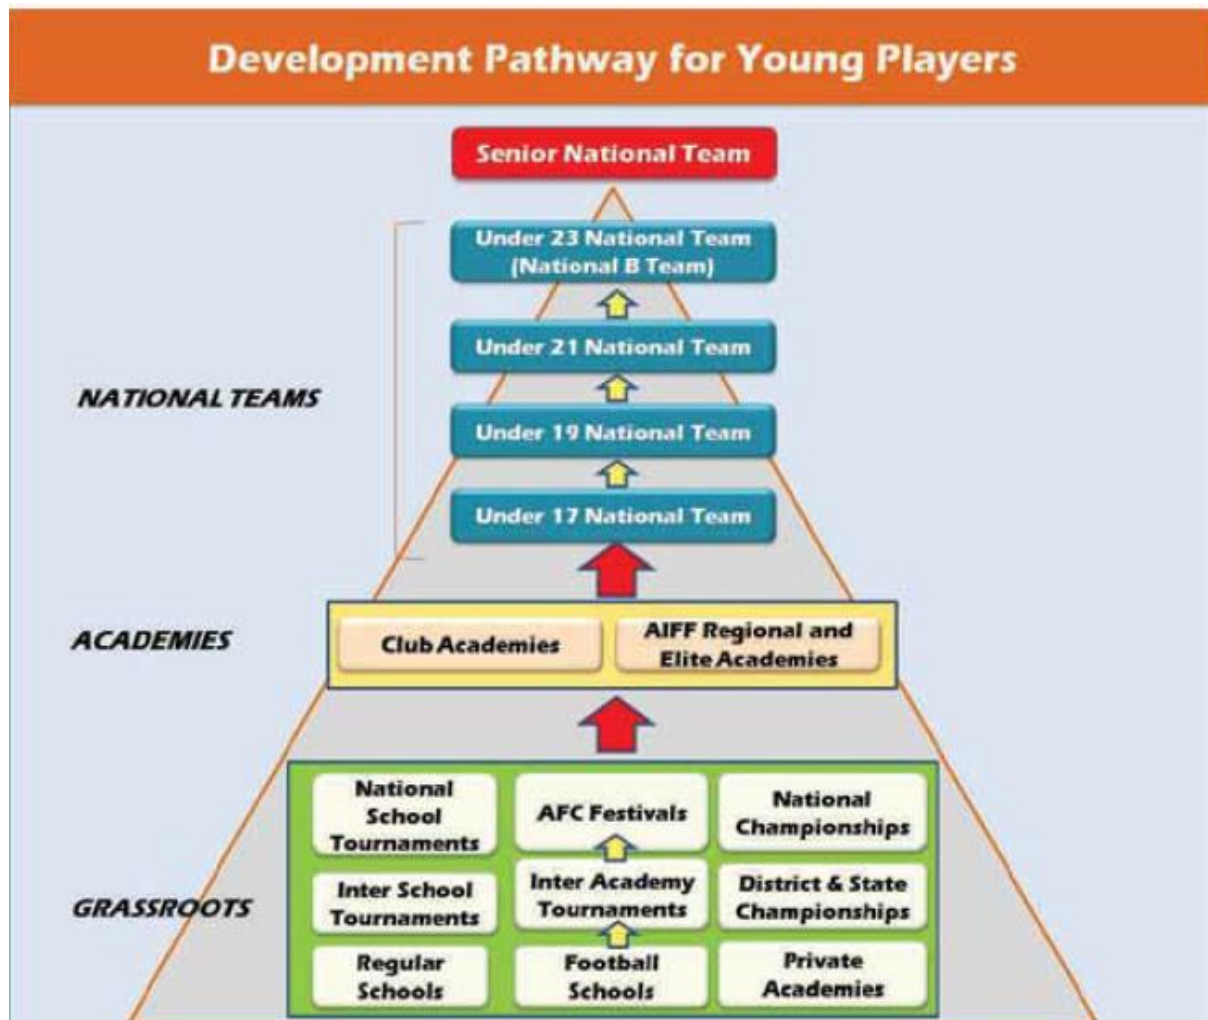 Development Pathway for Young Players
Senior National Team
Under 23 National Team
(National B Team)
Under 21 National Team
NATIONAL TEAMS
Under 19 National Team
Under 17 National Team
ACADEMIES
Club Academies
AIFF Regional and
Elite Academies
National
School
Tournaments
AFC Festivals
National
Championships
GRASSROOTS
Inter School
Tournaments
Inter Academy
Tournaments
District & State
Championships
Regular
Schools
Football
Schools
Private
Academies